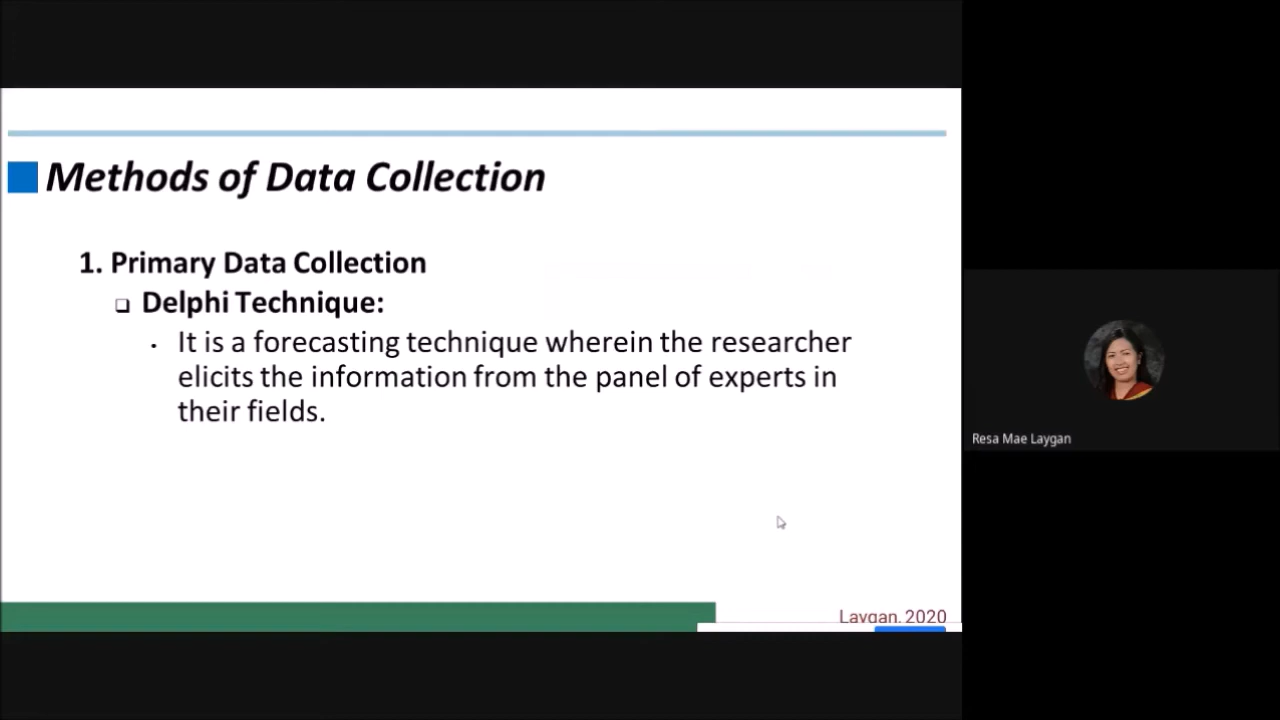 Methods of Data Collection
1. Primary Data Collection
❑ Delphi Technique:
• It is a forecasting technique wherein the researcher
elicits the information from the panel of experts in
their fields.
Laygan, 2020
Resa Mae Laygan